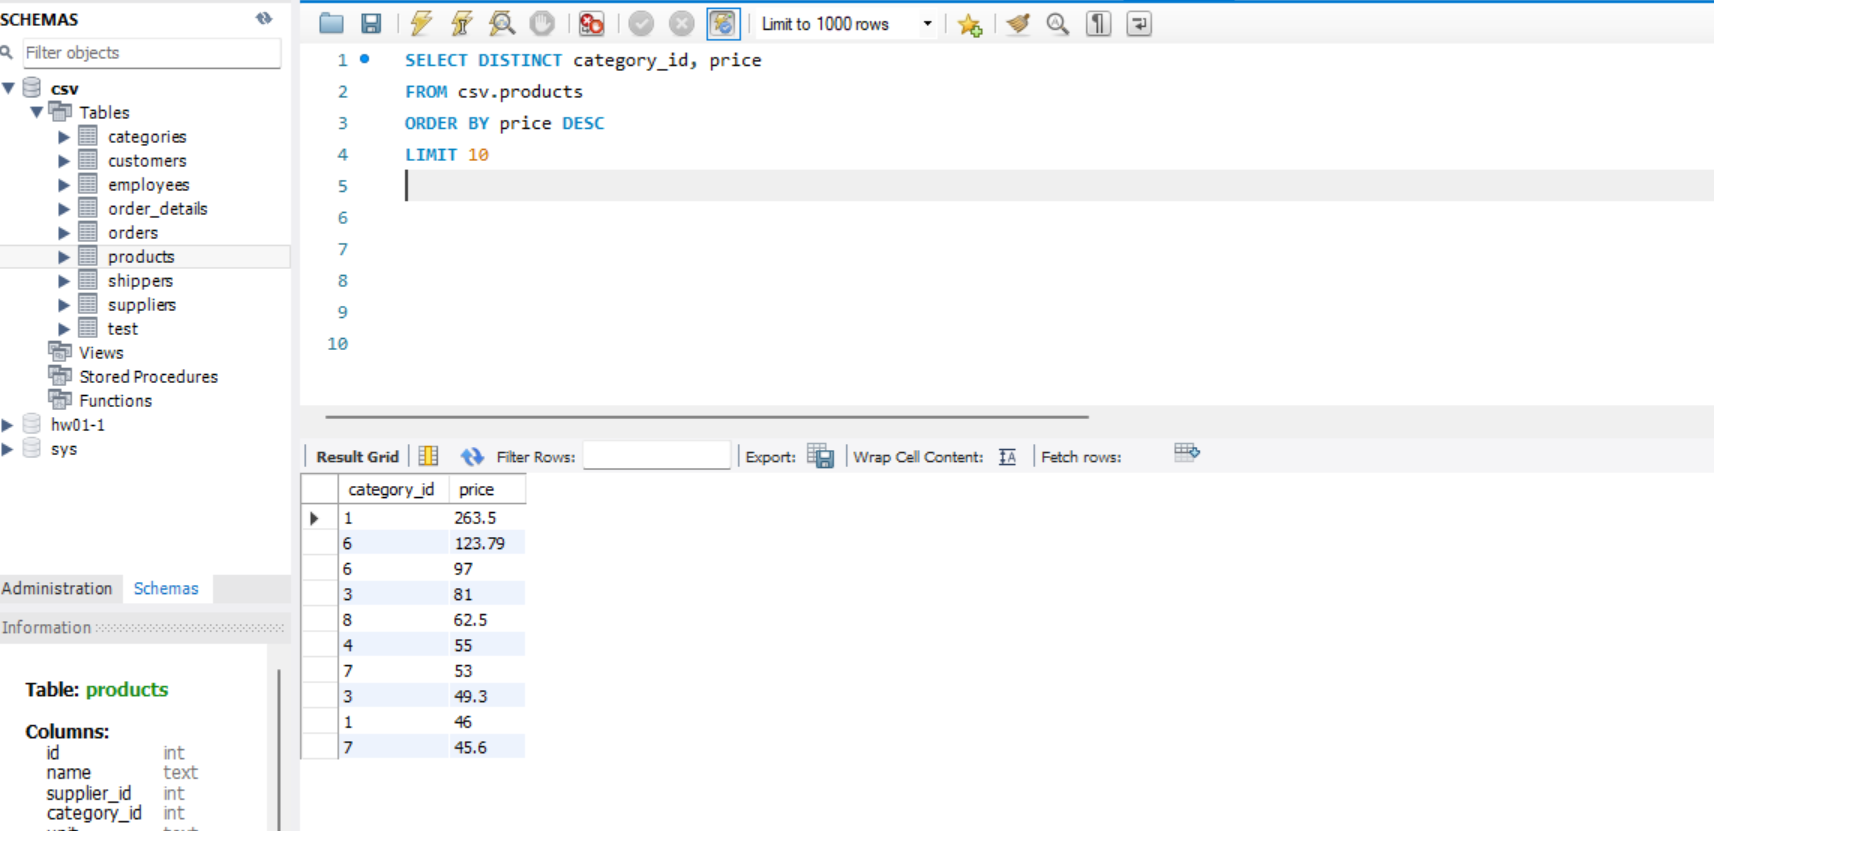 SCHEMAS
Filter objects
csv
Tables
categories
customers
employees
order_details
orders
products
shippers
suppliers
test
Views
Stored Procedures
Functions
hw01-1
sys
Administration Schemas
Information
Table: products
Columns:
id int
name text
supplier_id int
category_id int
Limit to 1000 rows
1 SELECT DISTINCT category_id, price
2 FROM csv.products
3 ORDER BY price DESC
4 LIMIT 10
5
6
7
8
9
10
Result Grid Filter Rows: Export: Wrap Cell Content: IA Fetch rows:
category_id price
1 263.5
6 123.79
6 97
3 81
8 62.5
4 55
7 53
3 49.3
1 46
7 45.6